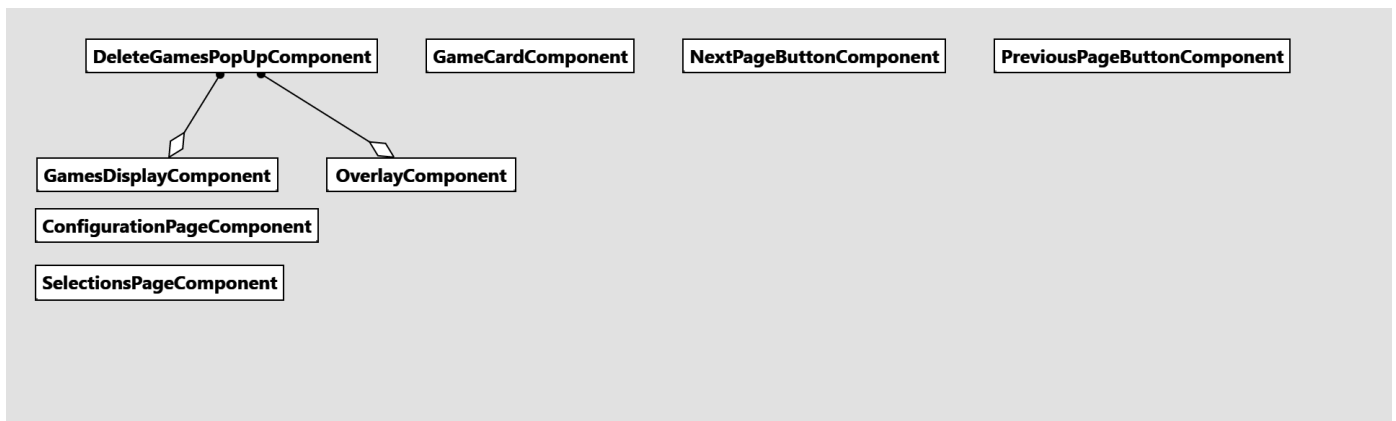 DeleteGamesPopUpComponent
GameCardComponent
NextPageButtonComponent
PreviousPageButtonComponent
GamesDisplayComponent
OverlayComponent
ConfigurationPageComponent
SelectionsPageComponent